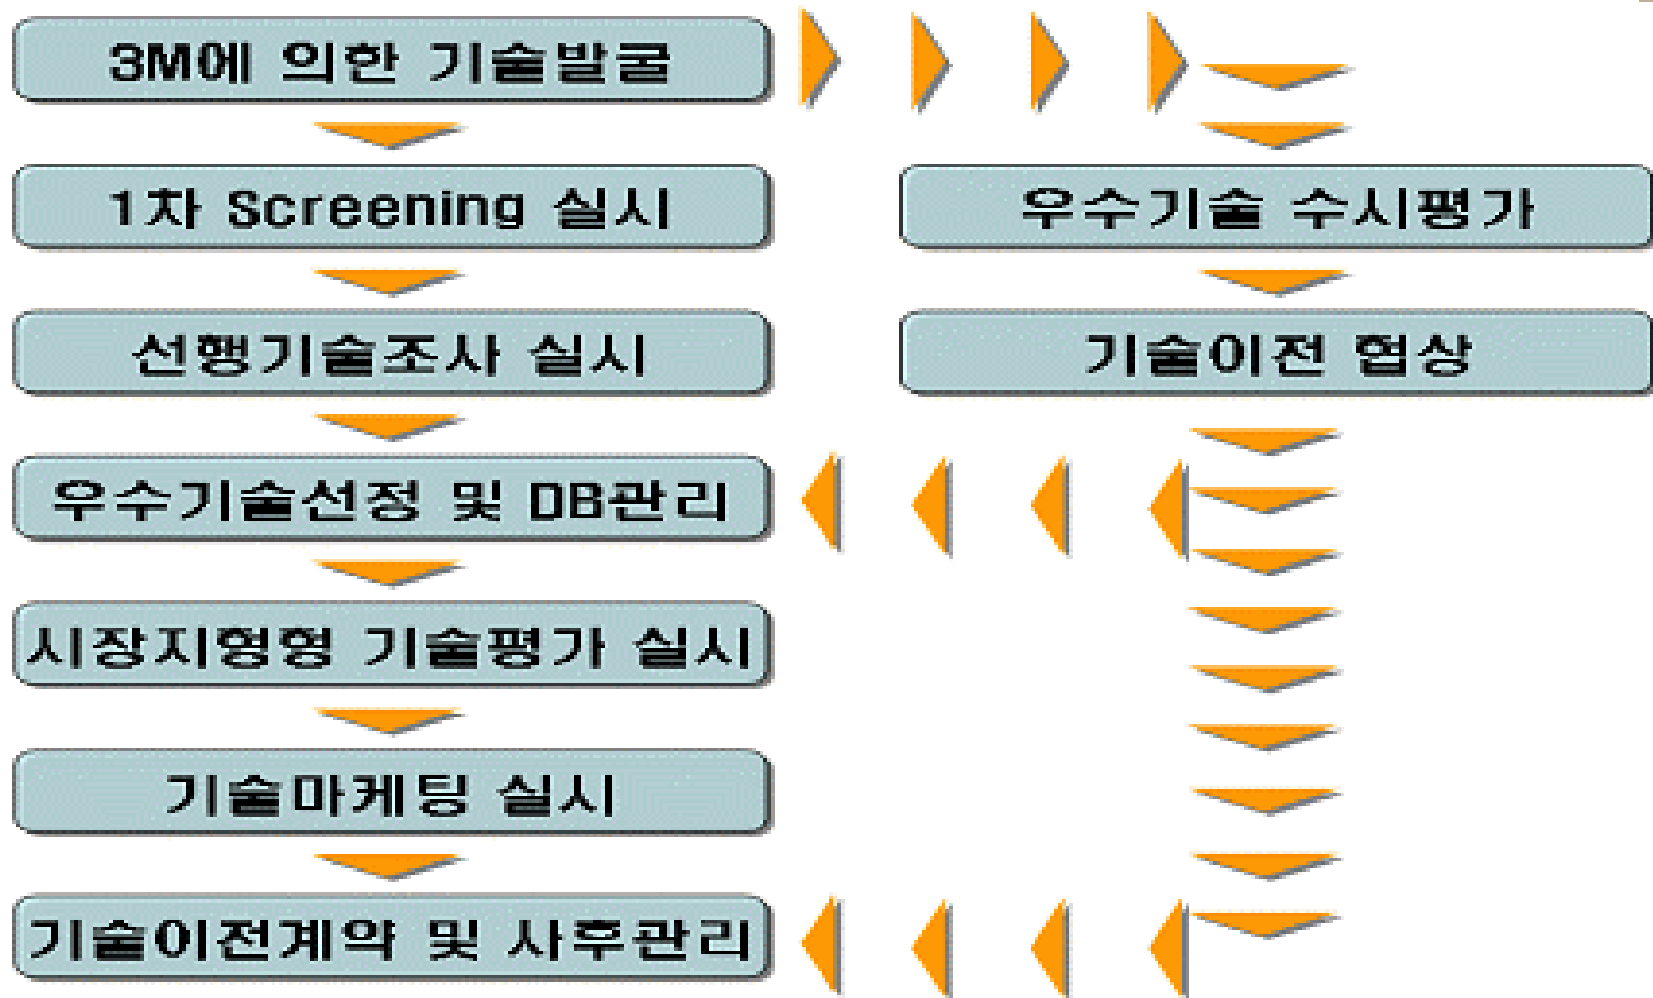 3M에 의한 기술발굴
1차 Screening 실시
우수기술 수시평가
선행기술조사 실시
기술이전 협상
우수기술선정 및 DB관리
시장지형형 기술평가 실시
기술마케팅 실시
기술이전계약 및 사후관리